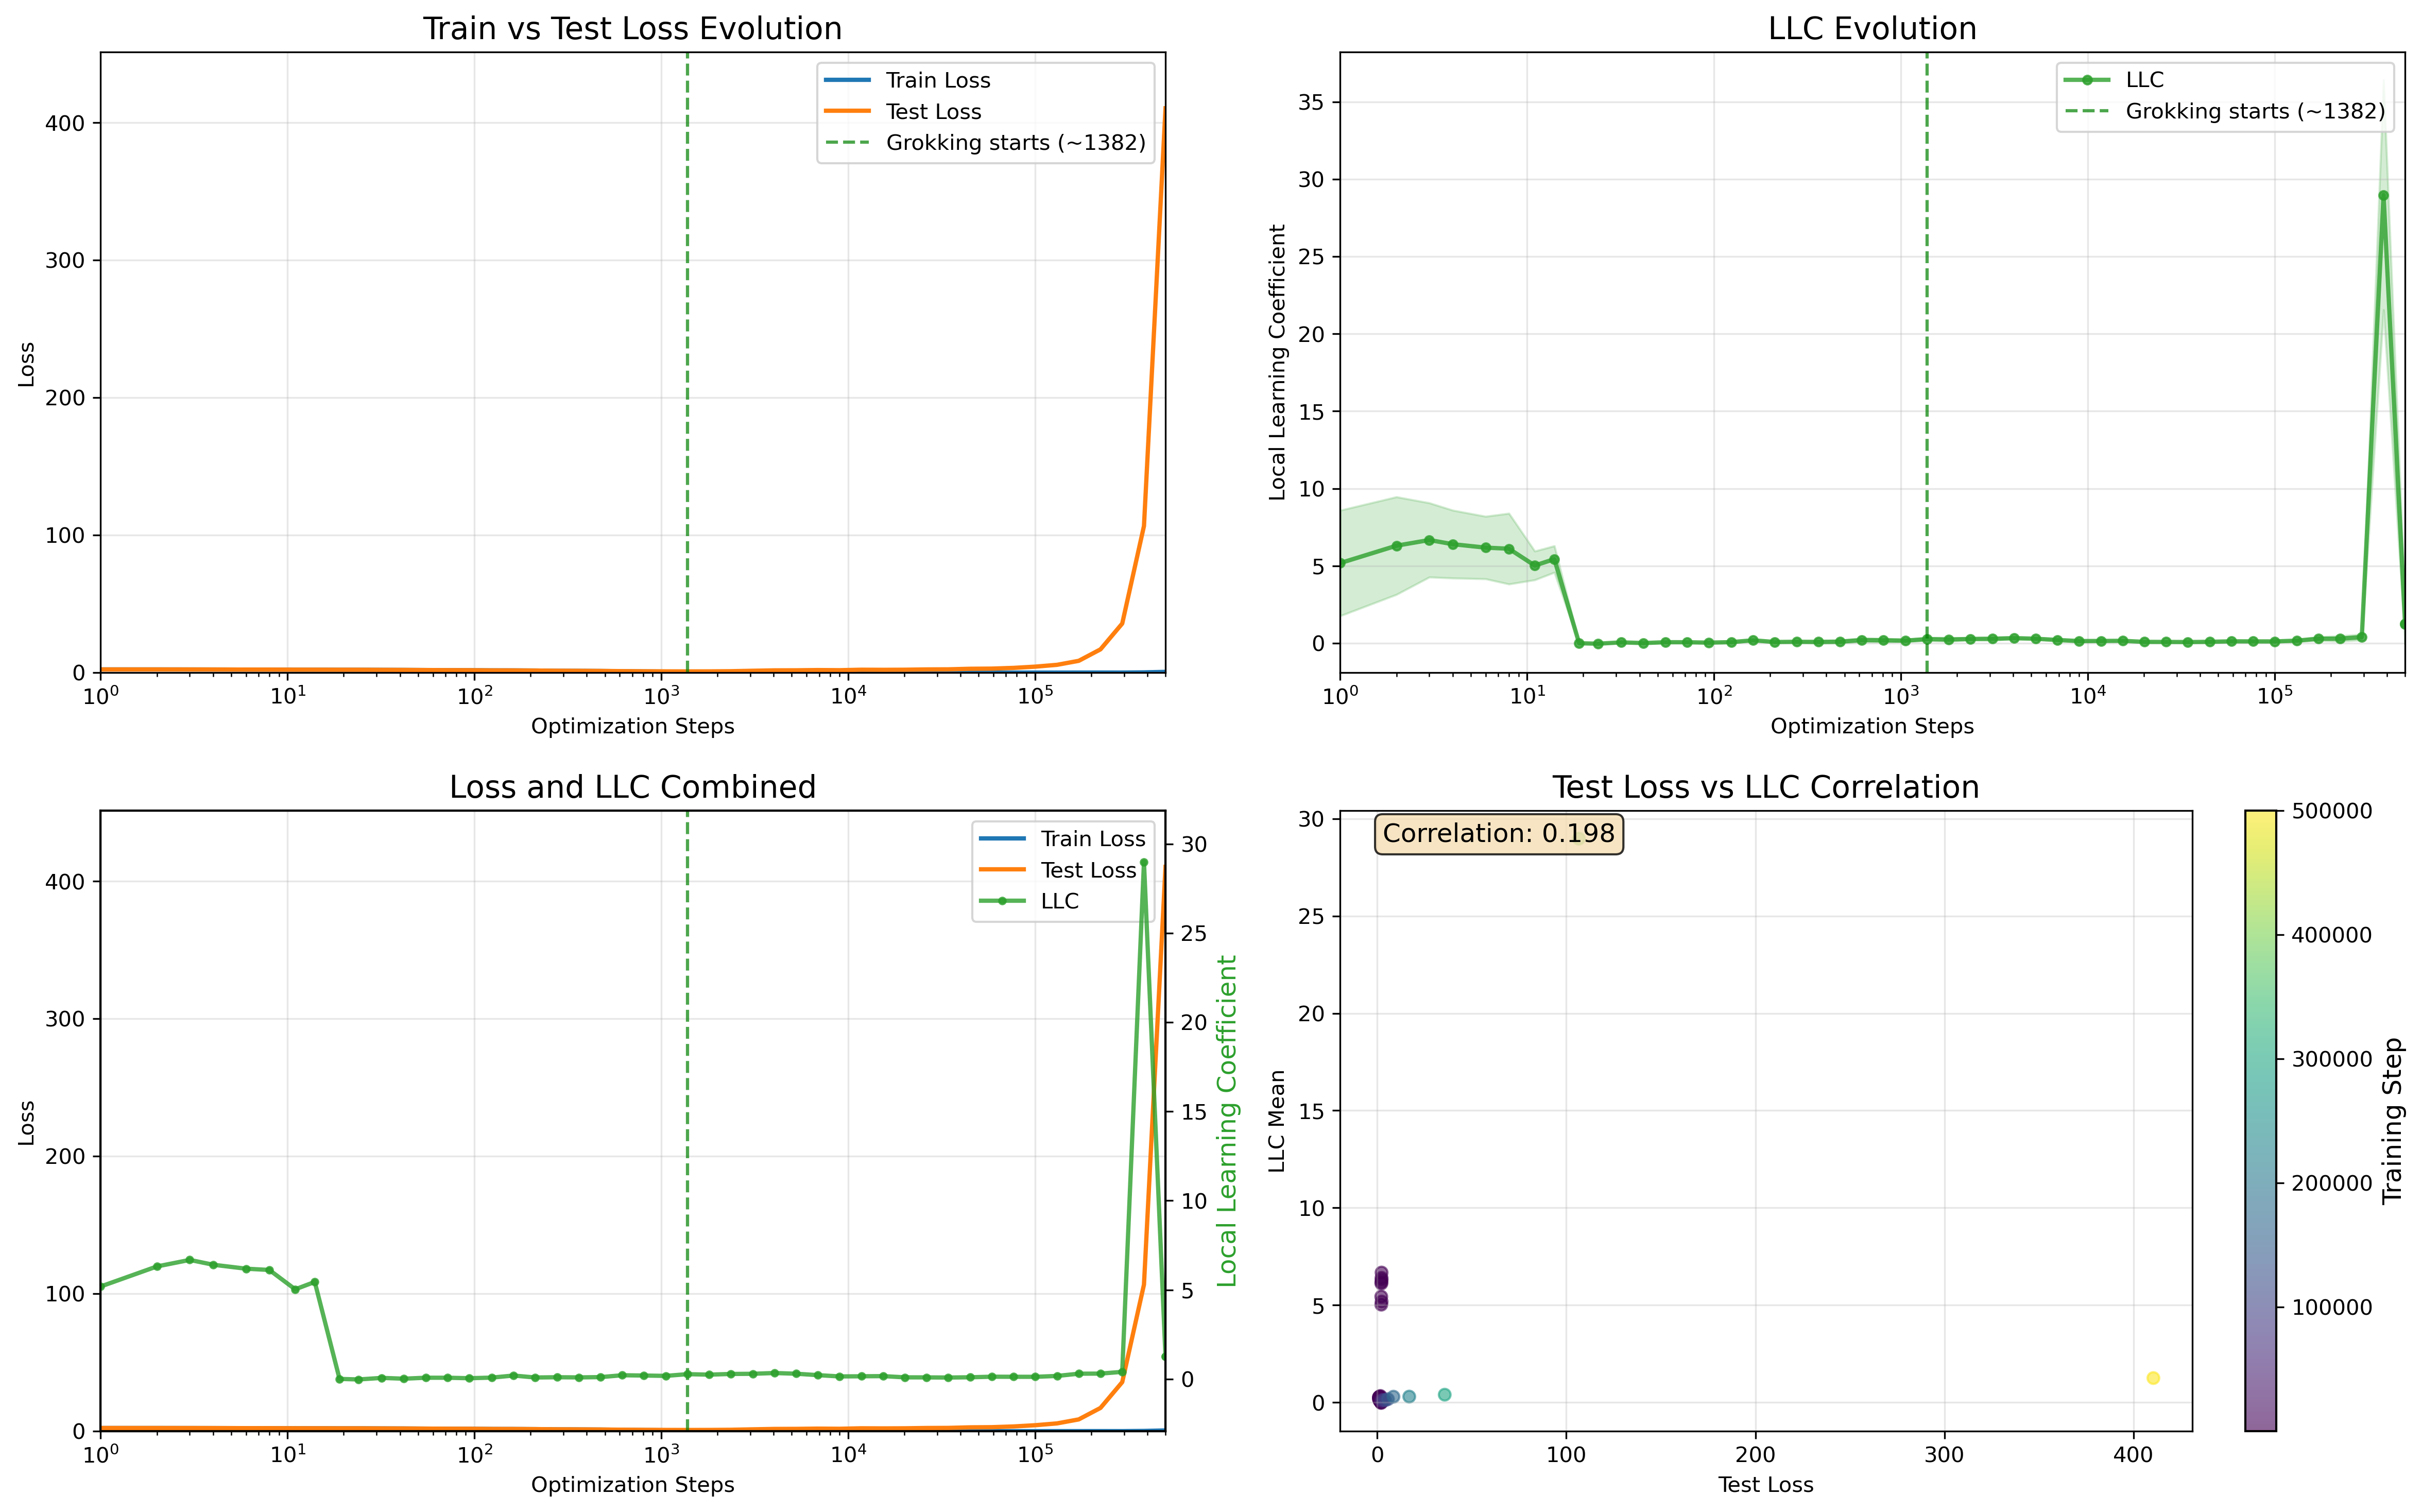 Train vs Test Loss Evolution
Loss
400
300
200
100
0
10⁰
10¹
10²
10³
10⁴
10⁵
Optimization Steps
Train Loss
Test Loss
Grokking starts (~1382)
LLC Evolution
Local Learning Coefficient
35
30
25
20
15
10
5
0
10⁰
10¹
10²
10³
10⁴
10⁵
Optimization Steps
LLC
Grokking starts (~1382)
Loss and LLC Combined
Loss
400
300
200
100
0
10⁰
10¹
10²
10³
10⁴
10⁵
Optimization Steps
Train Loss
Test Loss
LLC
30
25
20
15
10
5
0
Local Learning Coefficient
Test Loss vs LLC Correlation
Correlation: 0.198
LLC Mean
30
25
20
15
10
5
0
0
100
200
300
400
Test Loss
500000
400000
300000
200000
100000
Training Step